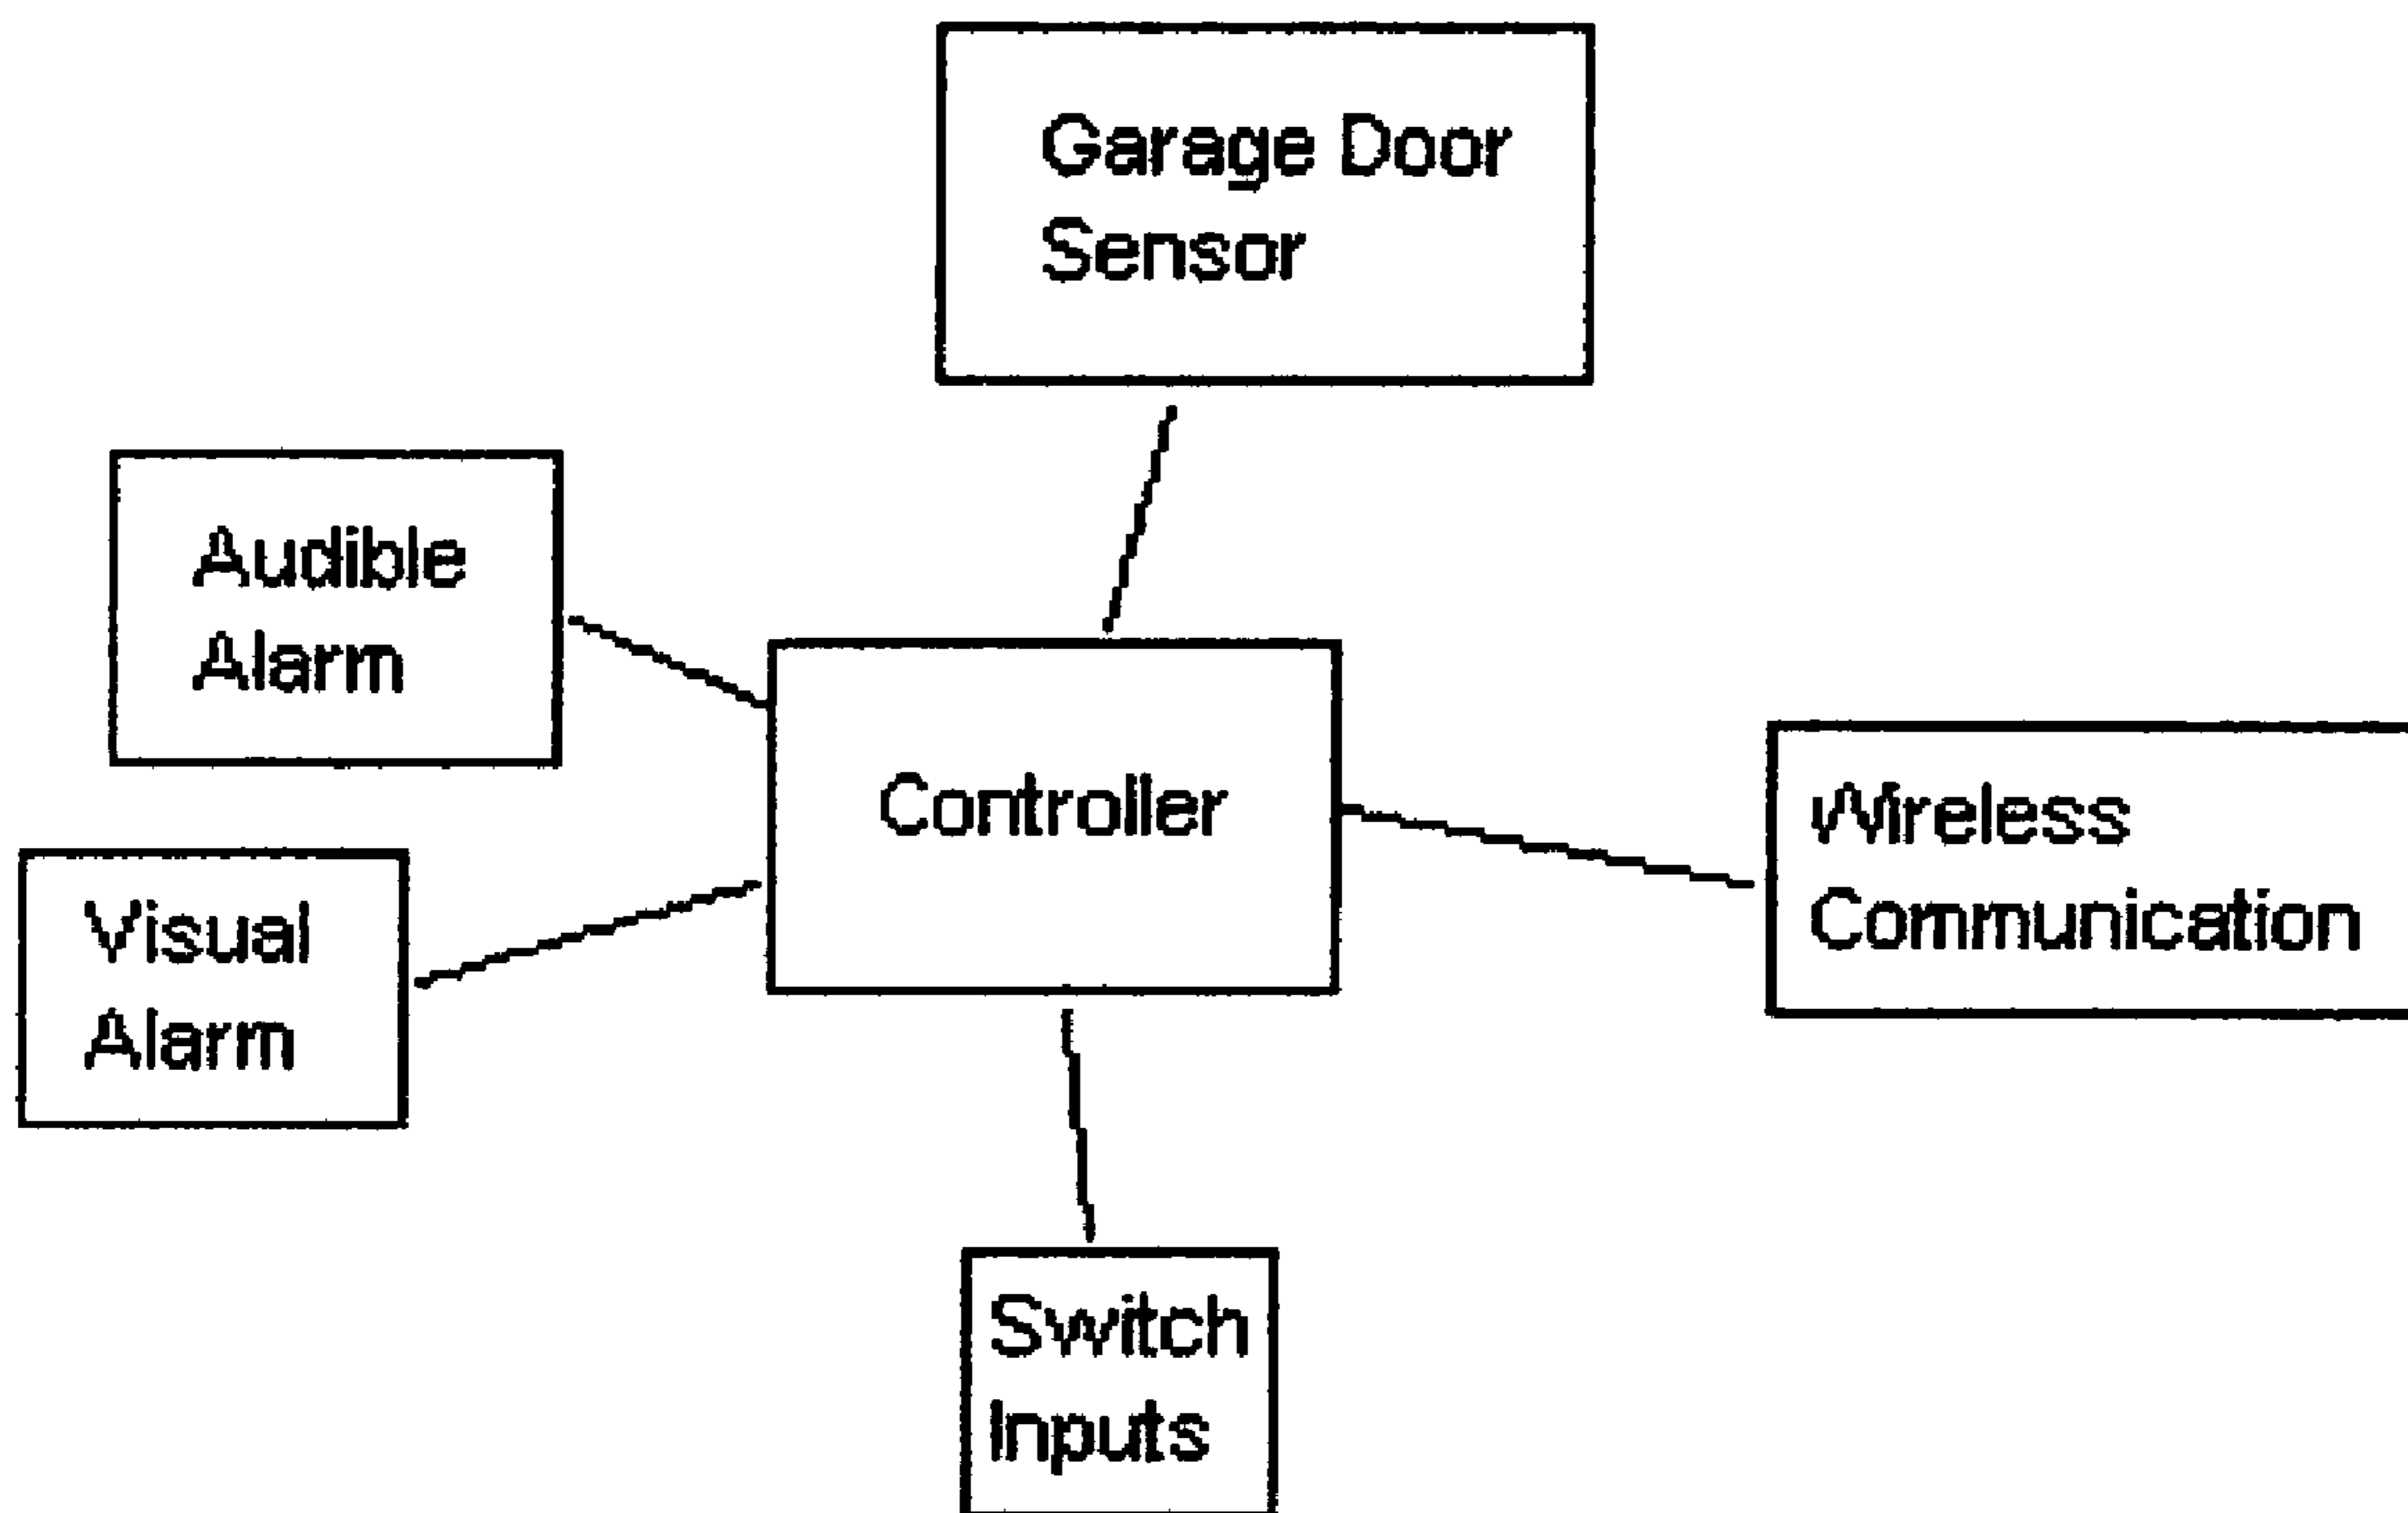 Garage Door
Sensor
Audible
Alarm
Controller
Wireless
Communication
Visual
Alarm
Switch
Inputs